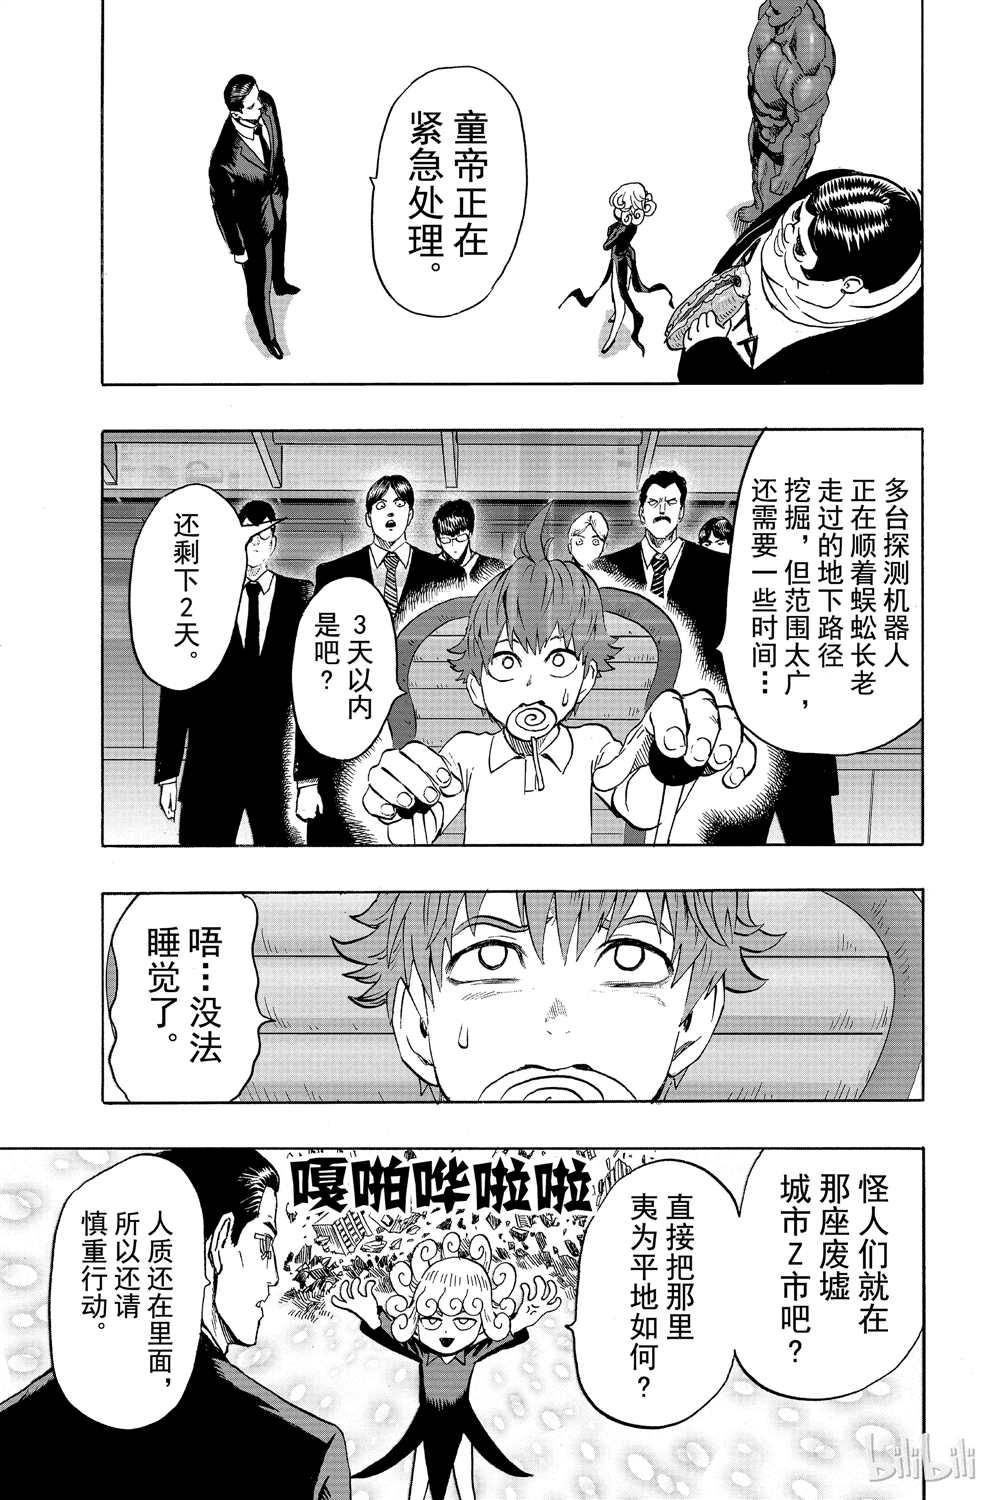 童帝正在
紧急处理。
多台探测机器人
正在顺着蜈蚣长老
走过的地下路径
挖掘，但范围太广，
还需要一些时间…
3天以内
是吧？
还剩下2天。
唔…没法
睡觉了。
怪人们就在
那座废墟
城市Z市吧？
直接把那里
夷为平地如何？
嘎啪哗啦啦
人质还在里面，
所以还请
慎重行动。
bilibili